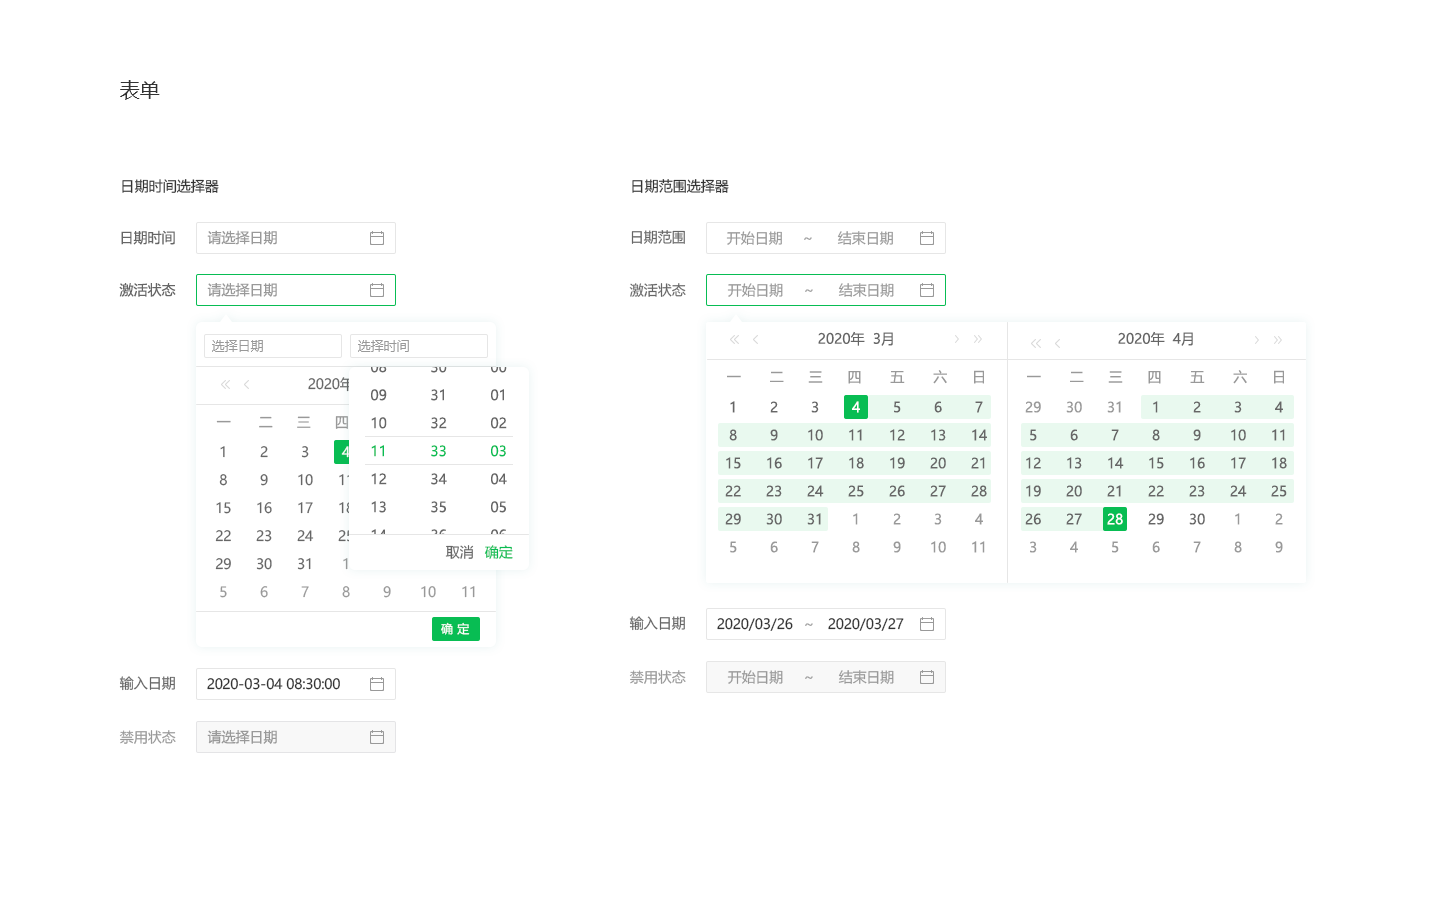 表单
日期时间选择器
日期时间 请选择日期
激活状态 请选择日期
选择日期 选择时间
« ‹ 2020年
一 二 三 四
1 2 3 4
8 9 10 11
15 16 17 18
22 23 24 25
29 30 31 1
5 6 7 8 9 10 11
08 30 00
09 31 01
10 32 02
11 33 03
12 34 04
13 35 05
14 36 06
取消 确定
确 定
输入日期 2020-03-04 08:30:00
禁用状态 请选择日期
日期范围选择器
日期范围 开始日期 ~ 结束日期
激活状态 开始日期 ~ 结束日期
« ‹ 2020年 3月 › »
一 二 三 四 五 六 日
1 2 3 4 5 6 7
8 9 10 11 12 13 14
15 16 17 18 19 20 21
22 23 24 25 26 27 28
29 30 31 1 2 3 4
5 6 7 8 9 10 11
« ‹ 2020年 4月 › »
一 二 三 四 五 六 日
29 30 31 1 2 3 4
5 6 7 8 9 10 11
12 13 14 15 16 17 18
19 20 21 22 23 24 25
26 27 28 29 30 1 2
3 4 5 6 7 8 9
输入日期 2020/03/26 ~ 2020/03/27
禁用状态 开始日期 ~ 结束日期